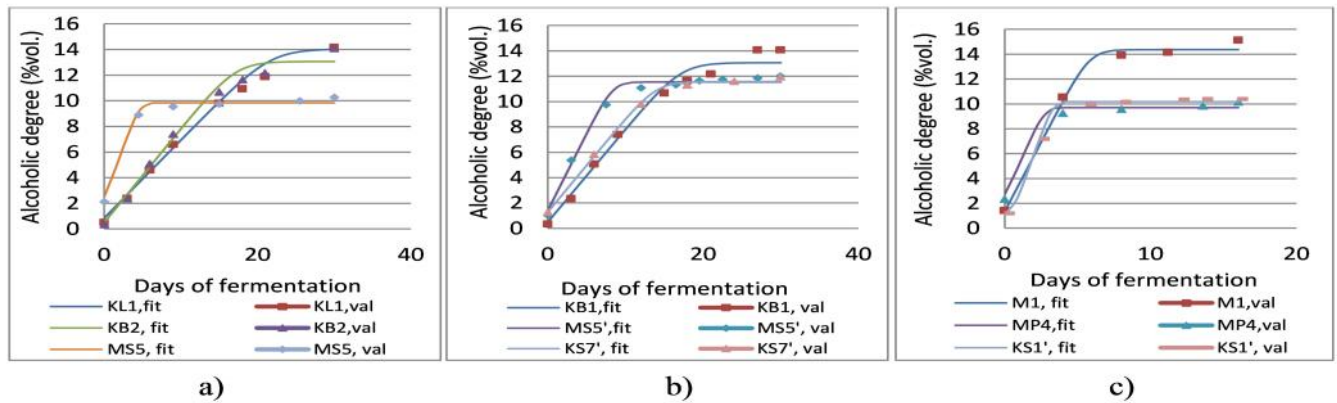 Alcoholic degree (%vol.)
16
14
12
10
8
6
4
2
0
0
20
40
Days of fermentation
KL1,fit
KL1,val
KB2, fit
KB2,val
MS5, fit
MS5, val
a)
Alcoholic degree (%vol.)
16
14
12
10
8
6
4
2
0
0
20
40
Days of fermentation
KB1,fit
KB1,val
MS5',fit
MS5', val
KS7', fit
KS7', val
b)
Alcoholic degree (%vol.)
16
14
12
10
8
6
4
2
0
0
10
20
Days of fermentation
M1, fit
M1,val
MP4,fit
MP4,val
KS1', fit
KS1', val
c)